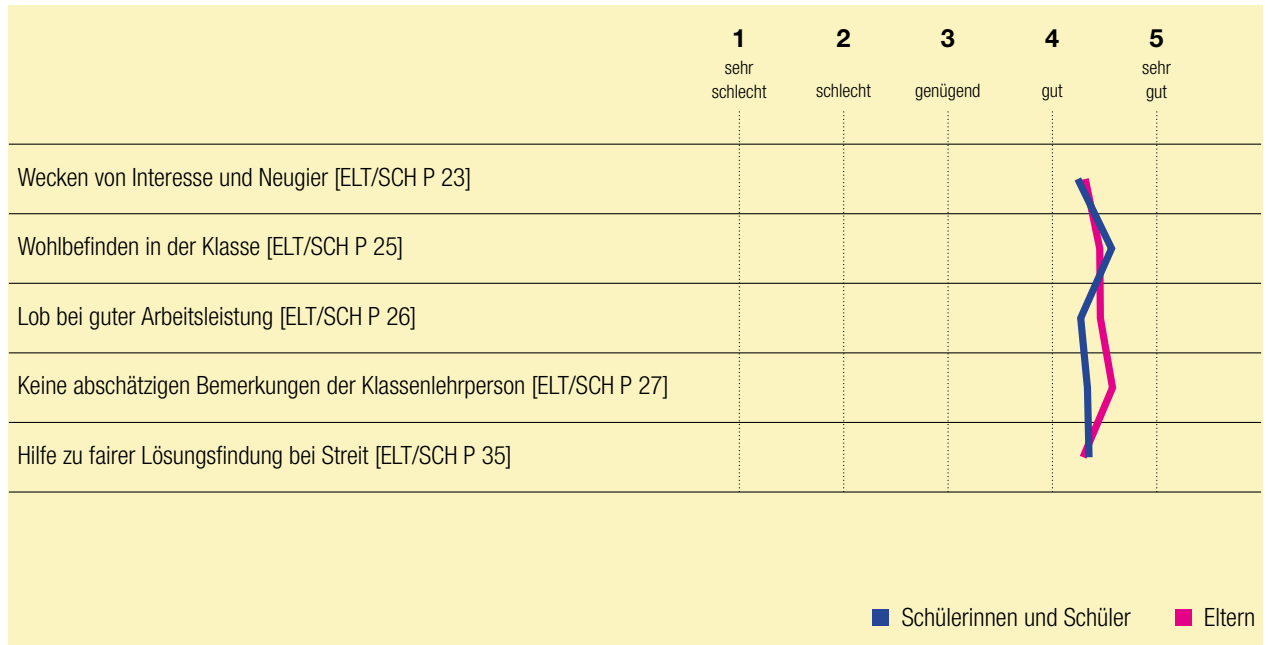 1 2 3 4 5
sehr schlecht schlecht genügend gut sehr gut
Wecken von Interesse und Neugier [ELT/SCH P 23]
Wohlbefinden in der Klasse [ELT/SCH P 25]
Lob bei guter Arbeitsleistung [ELT/SCH P 26]
Keine abschätzigen Bemerkungen der Klassenlehrperson [ELT/SCH P 27]
Hilfe zu fairer Lösungsfindung bei Streit [ELT/SCH P 35]
Schülerinnen und Schüler Eltern